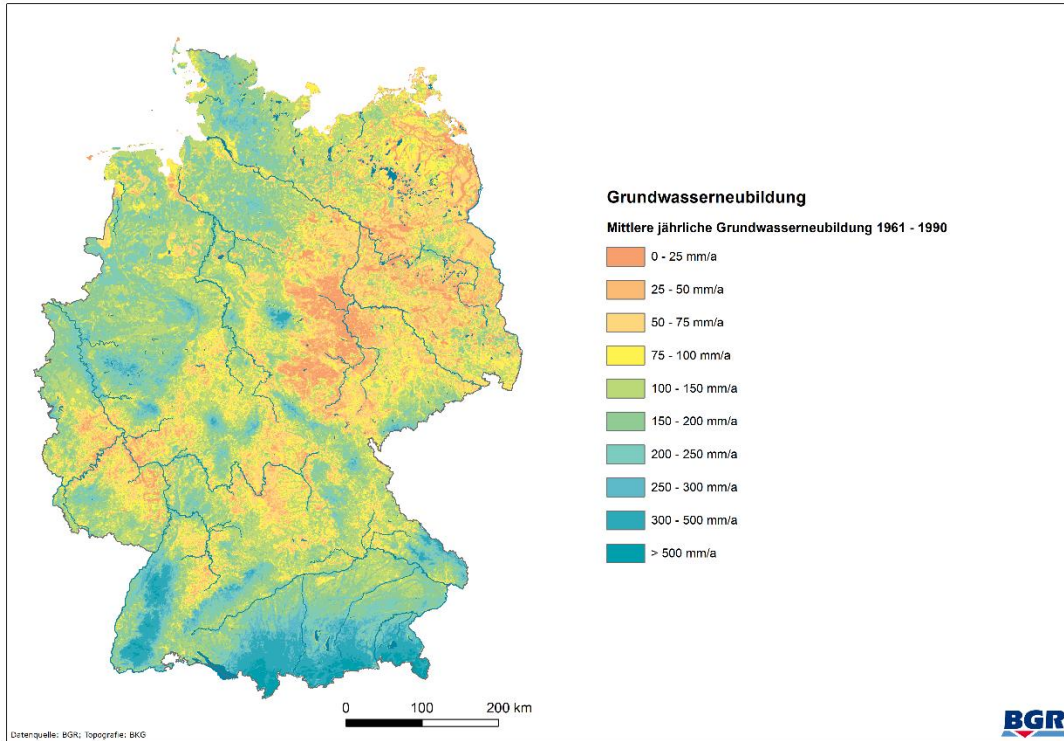 Grundwasserneubildung
Mittlere jährliche Grundwasserneubildung 1961 - 1990
0 - 25 mm/a
25 - 50 mm/a
50 - 75 mm/a
75 - 100 mm/a
100 - 150 mm/a
150 - 200 mm/a
200 - 250 mm/a
250 - 300 mm/a
300 - 500 mm/a
> 500 mm/a
0 100 200 km
Datenquelle: BGR; Topografie: BKG
BGR